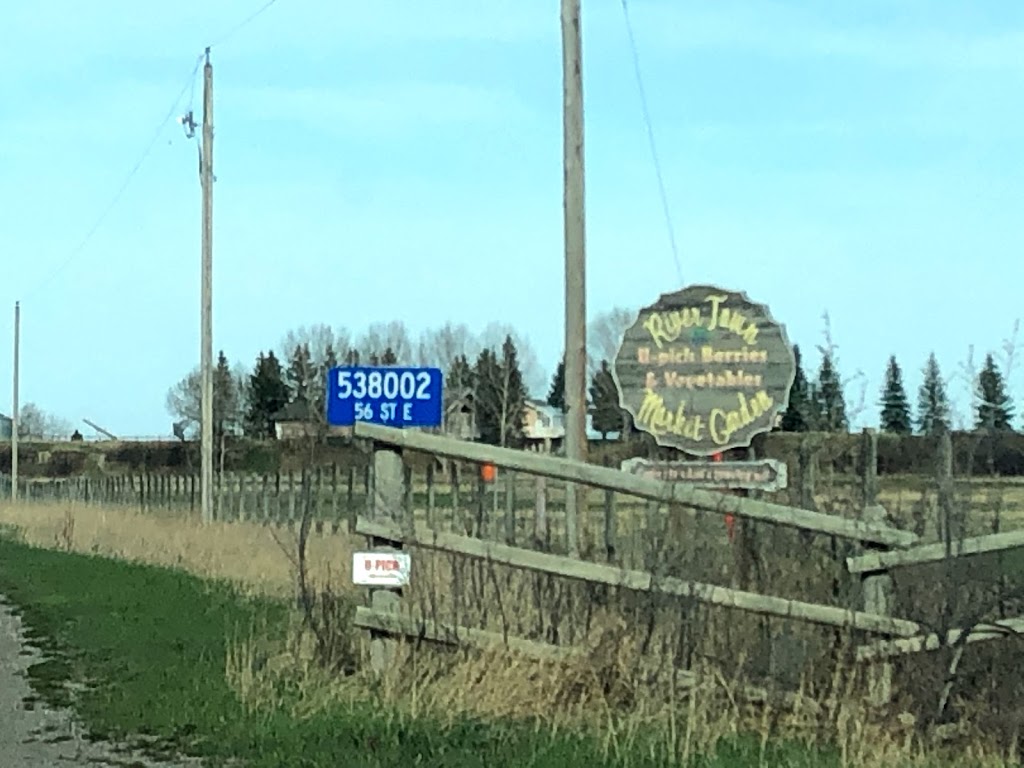 538002
56 ST E
River Town
U-pick Berries
& Vegetables
Market Garden
U-PICK